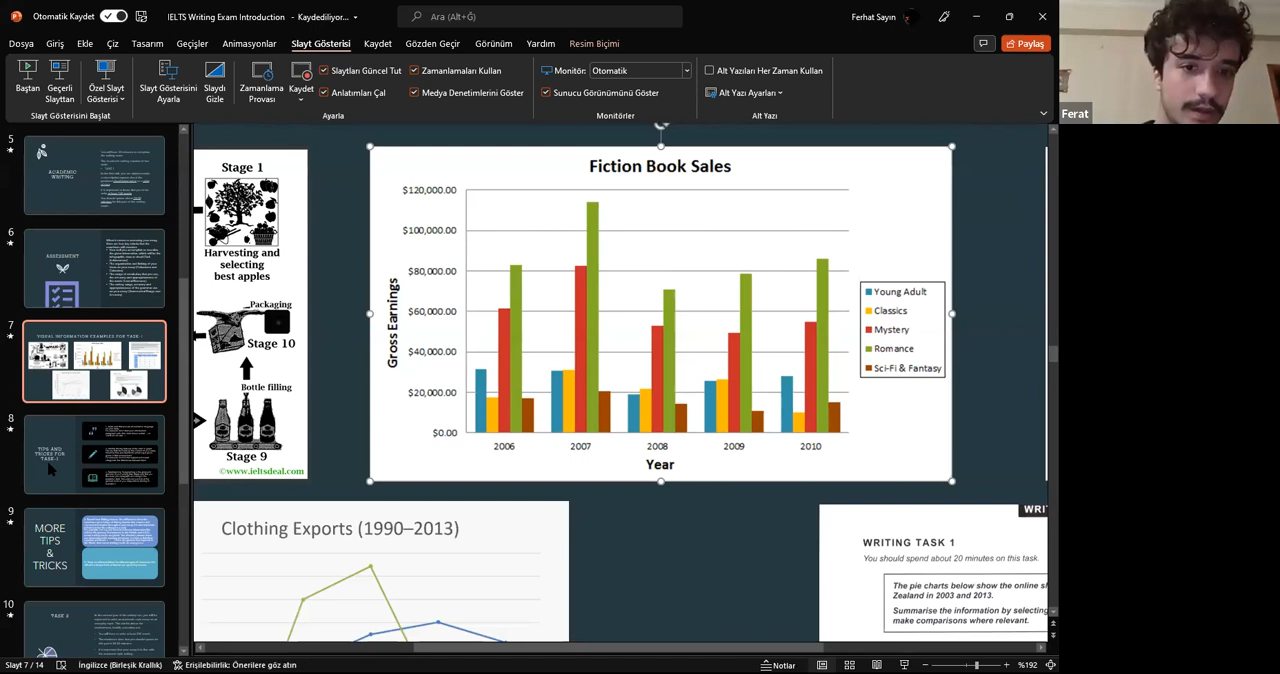 Otomatik Kaydet
IELTS Writing Exam Introduction - Kaydediliyor...
Ara (Alt+Ğ)
Ferhat Sayın
Dosya Giriş Ekle Çiz Tasarım Geçişler Animasyonlar Slayt Gösterisi Kaydet Gözden Geçir Görünüm Yardım Resim Biçimi
Paylaş
Baştan
Geçerli Slayttan
Özel Slayt Gösterisi
Slayt Gösterisini Ayarla
Slaydı Gizle
Zamanlama Provası
Kaydet
Slaytları Güncel Tut
Zamanlamaları Kullan
Anlatımları Çal
Medya Denetimlerini Göster
Monitör: Otomatik
Sunucu Görünümünü Göster
Alt Yazıları Her Zaman Kullan
Alt Yazı Ayarları
Slayt Gösterisini Başlat
Ayarla
Monitörler
Alt Yazı
Ferat
5
ACADEMIC
WRITING
6
ASSESSMENT
7
VISUAL INFORMATION EXAMPLES FOR TASK-1
8
TIPS AND
TRICKS FOR
TASK-1
9
MORE
TIPS
&
TRICKS
10
TASK 2
Stage 1
Harvesting and
selecting
best apples
Packaging
Stage 10
Bottle filling
Stage 9
©www.ieltsdeal.com
Fiction Book Sales
Gross Earnings
$120,000.00
$100,000.00
$80,000.00
$60,000.00
$40,000.00
$20,000.00
$0.00
2006 2007 2008 2009 2010
Year
Young Adult
Classics
Mystery
Romance
Sci-Fi & Fantasy
Clothing Exports (1990–2013)
WRIT
WRITING TASK 1
You should spend about 20 minutes on this task.
The pie charts below show the online sh
Zealand in 2003 and 2013.
Summarise the information by selecting
make comparisons where relevant.
Slayt 7 / 14
İngilizce (Birleşik Krallık)
Erişilebilirlik: Önerilere göz atın
Notlar
%192